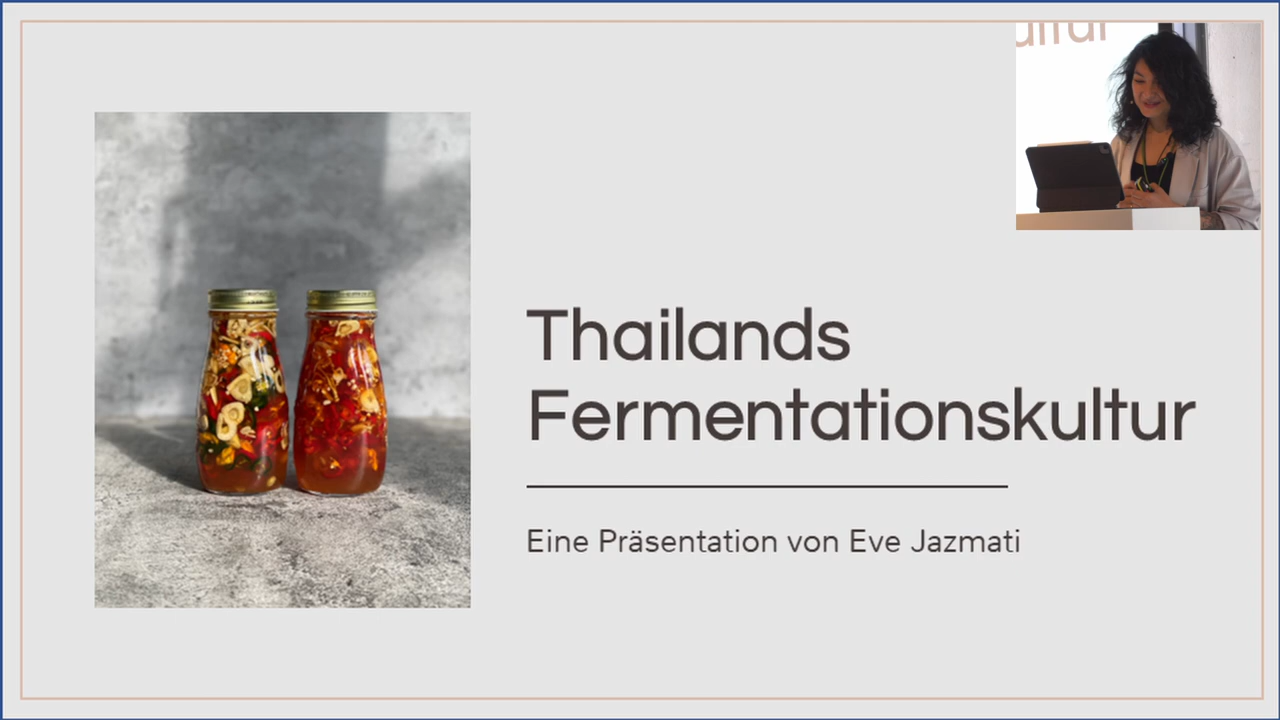 Thailands
Fermentationskultur
Eine Präsentation von Eve Jazmati